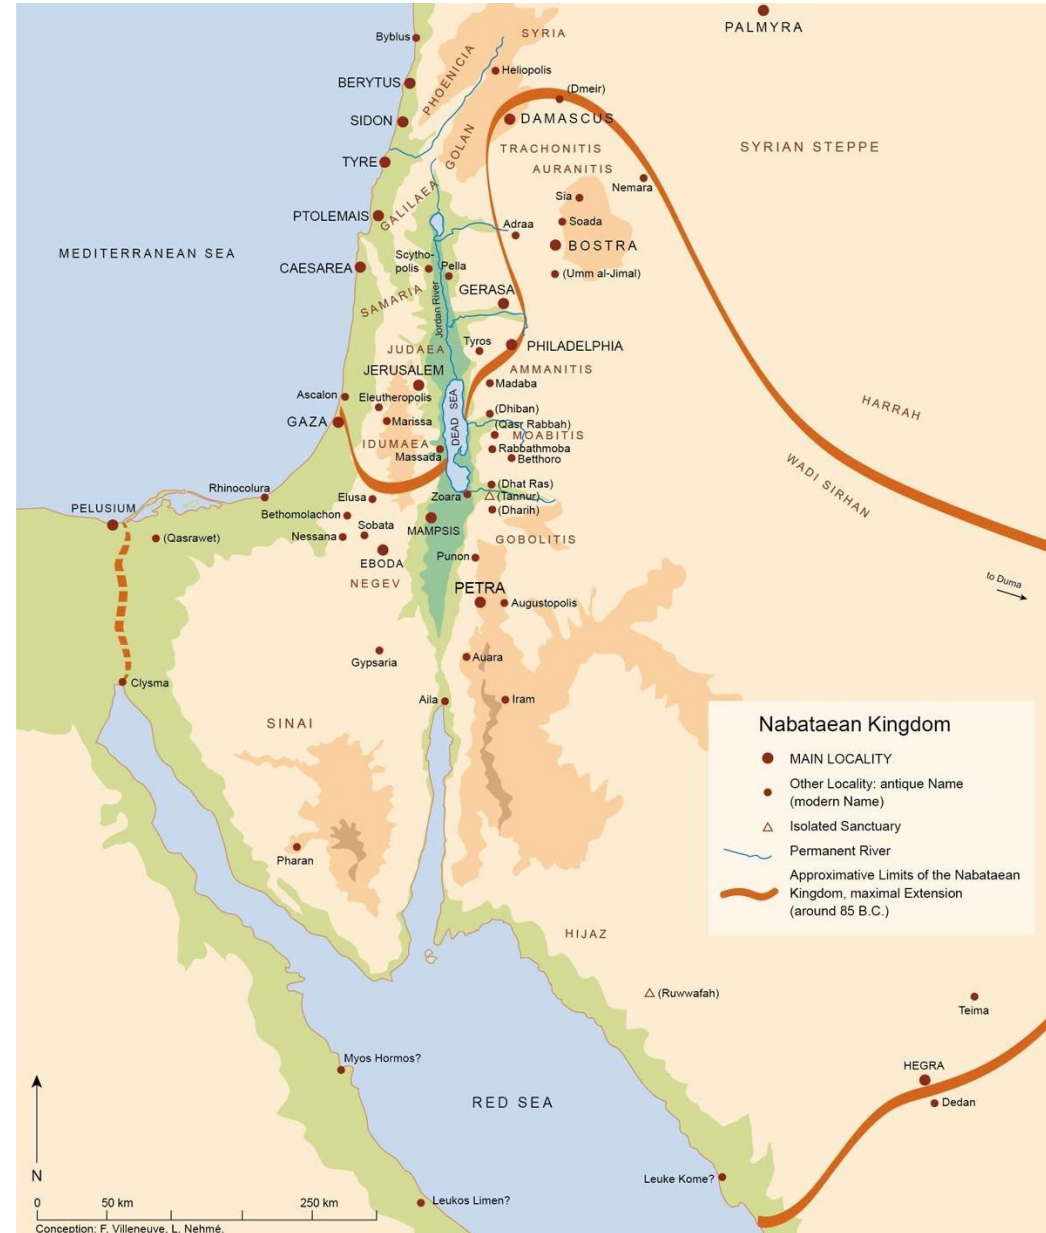 SYRIA
PALMYRA
Byblus
PHOENICIA
Heliopolis
BERYTUS
(Dmeir)
SIDON
DAMASCUS
GOLAN
TRACHONITIS
SYRIAN STEPPE
TYRE
AURANITIS
Nemara
GALILAEA
Sia
PTOLEMAIS
Soada
Adraa
BOSTRA
MEDITERRANEAN SEA
Scytho-
polis
Pella
CAESAREA
(Umm al-Jimal)
GERASA
SAMARIA
Jordan River
Tyros
PHILADELPHIA
JUDAEA
JERUSALEM
AMMANITIS
Madaba
Ascalon
Eleutheropolis
DEAD SEA
HARRAH
(Dhiban)
GAZA
Marissa
(Qasr Rabbah)
MOABITIS
IDUMAEA
Rabbathmoba
Massada
Betthoro
WADI SIRHAN
Rhinocolura
Elusa
Zoara
(Dhat Ras)
(Tannur)
PELUSIUM
Bethomolachon
(Dharih)
Sobata
MAMPSIS
(Qasrawet)
Nessana
GOBOLITIS
EBODA
Punon
NEGEV
to Duma
PETRA
Augustopolis
Gypsaria
Auara
Clysma
Aila
Iram
SINAI
Nabataean Kingdom
MAIN LOCALITY
Other Locality: antique Name
(modern Name)
Isolated Sanctuary
Permanent River
Approximative Limits of the Nabataean
Kingdom, maximal Extension
(around 85 B.C.)
Pharan
HIJAZ
(Ruwwafah)
Teima
Myos Hormos?
HEGRA
RED SEA
Dedan
N
Leuke Kome?
0 50 km 250 km
Leukos Limen?
Conception: F. Villeneuve, L. Nehmé.